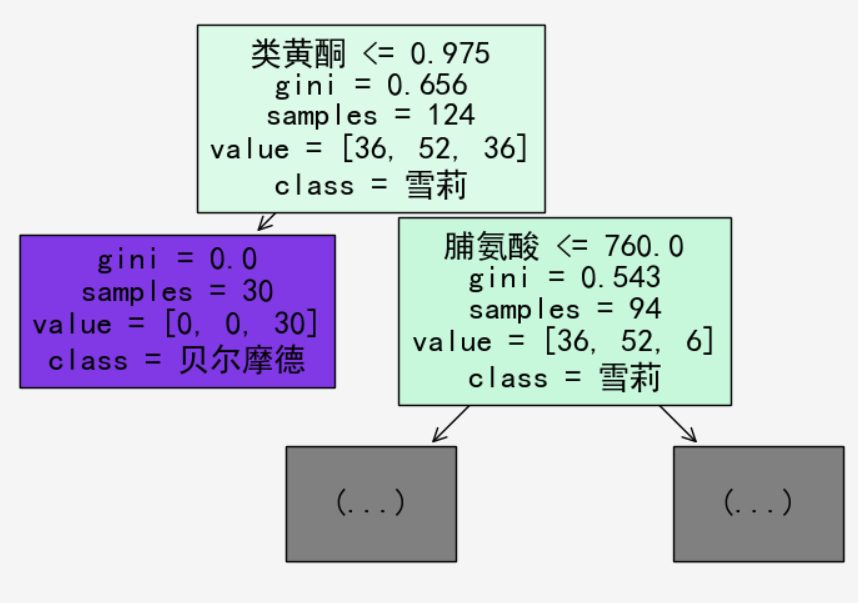 类黄酮 <= 0.975
gini = 0.656
samples = 124
value = [36, 52, 36]
class = 雪莉
gini = 0.0
samples = 30
value = [0, 0, 30]
class = 贝尔摩德
脯氨酸 <= 760.0
gini = 0.543
samples = 94
value = [36, 52, 6]
class = 雪莉
(...)
(...)